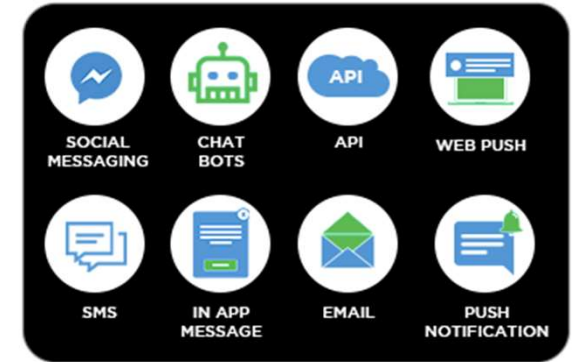 API
SOCIAL
MESSAGING
CHAT
BOTS
API
WEB PUSH
SMS
IN APP
MESSAGE
EMAIL
PUSH
NOTIFICATION